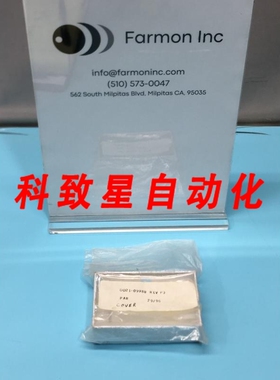 Farmon Inc
info@farmoninc.com
(510) 573-0047
562 South Milpitas Blvd, Milpitas CA, 95035
科致星自动化
COVER